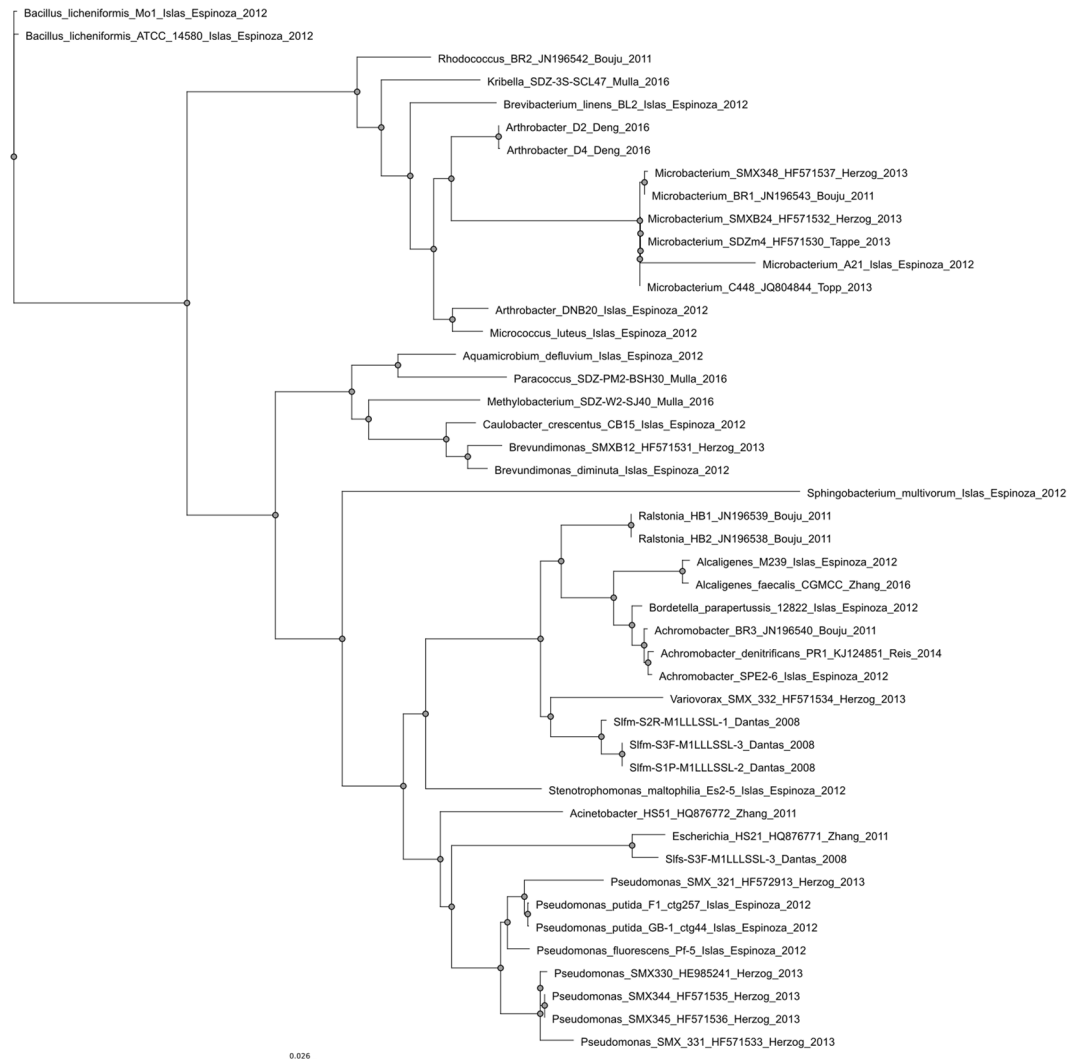 Bacillus_licheniformis_Mo1_Islas_Espinoza_2012
Bacillus_licheniformis_ATCC_14580_Islas_Espinoza_2012
Rhodococcus_BR2_JN196542_Bouju_2011
Kribella_SDZ-3S-SCL47_Mulla_2016
Brevibacterium_linens_BL2_Islas_Espinoza_2012
Arthrobacter_D2_Deng_2016
Arthrobacter_D4_Deng_2016
Microbacterium_SMX348_HF571537_Herzog_2013
Microbacterium_BR1_JN196543_Bouju_2011
Microbacterium_SMXB24_HF571532_Herzog_2013
Microbacterium_SDZm4_HF571530_Tappe_2013
Microbacterium_A21_Islas_Espinoza_2012
Microbacterium_C448_JQ804844_Topp_2013
Arthrobacter_DNB20_Islas_Espinoza_2012
Micrococcus_luteus_Islas_Espinoza_2012
Aquamicrobium_defluvium_Islas_Espinoza_2012
Paracoccus_SDZ-PM2-BSH30_Mulla_2016
Methylobacterium_SDZ-W2-SJ40_Mulla_2016
Caulobacter_crescentus_CB15_Islas_Espinoza_2012
Brevundimonas_SMXB12_HF571531_Herzog_2013
Brevundimonas_diminuta_Islas_Espinoza_2012
Sphingobacterium_multivorum_Islas_Espinoza_2012
Ralstonia_HB1_JN196539_Bouju_2011
Ralstonia_HB2_JN196538_Bouju_2011
Alcaligenes_M239_Islas_Espinoza_2012
Alcaligenes_faecalis_CGMCC_Zhang_2016
Bordetella_parapertussis_12822_Islas_Espinoza_2012
Achromobacter_BR3_JN196540_Bouju_2011
Achromobacter_denitrificans_PR1_KJ124851_Reis_2014
Achromobacter_SPE2-6_Islas_Espinoza_2012
Variovorax_SMX_332_HF571534_Herzog_2013
Slfm-S2R-M1LLLSSL-1_Dantas_2008
Slfm-S3F-M1LLLSSL-3_Dantas_2008
Slfm-S1P-M1LLLSSL-2_Dantas_2008
Stenotrophomonas_maltophilia_Es2-5_Islas_Espinoza_2012
Acinetobacter_HS51_HQ876772_Zhang_2011
Escherichia_HS21_HQ876771_Zhang_2011
Slfs-S3F-M1LLLSSL-3_Dantas_2008
Pseudomonas_SMX_321_HF572913_Herzog_2013
Pseudomonas_putida_F1_ctg257_Islas_Espinoza_2012
Pseudomonas_putida_GB-1_ctg44_Islas_Espinoza_2012
Pseudomonas_fluorescens_Pf-5_Islas_Espinoza_2012
Pseudomonas_SMX330_HE985241_Herzog_2013
Pseudomonas_SMX344_HF571535_Herzog_2013
Pseudomonas_SMX345_HF571536_Herzog_2013
Pseudomonas_SMX_331_HF571533_Herzog_2013
0.026